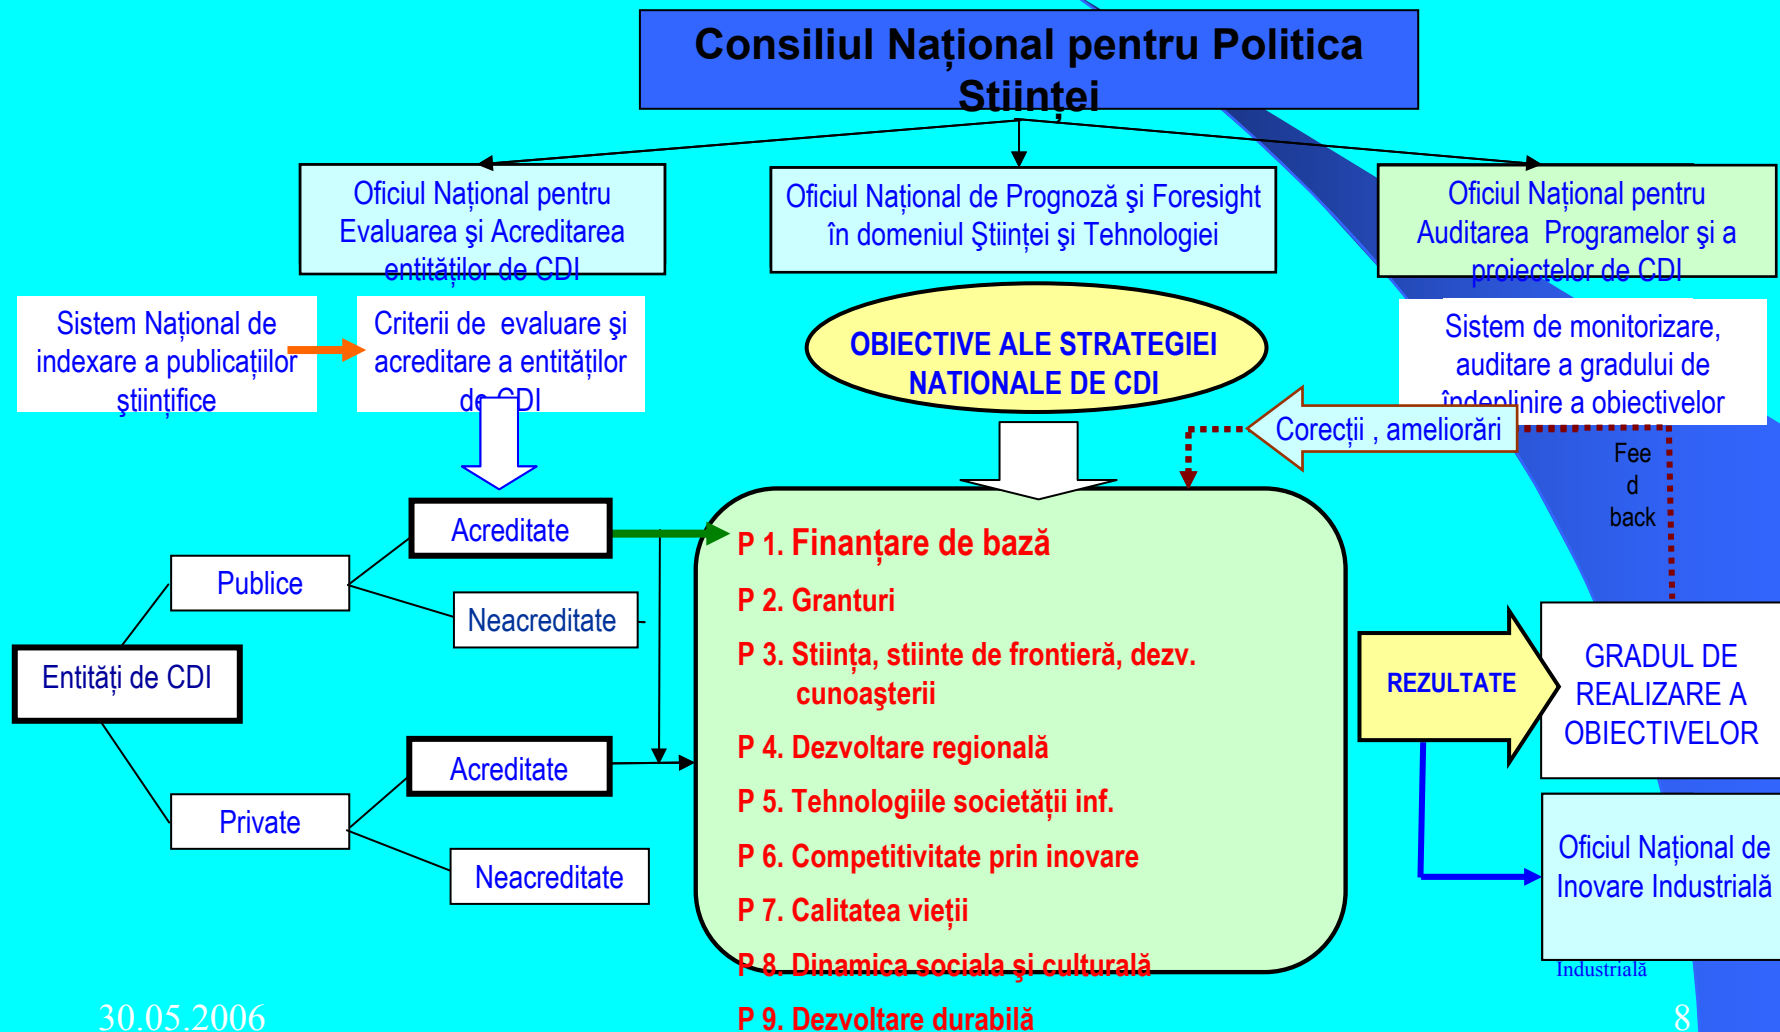 Consiliul Național pentru Politica
Stiinței
Oficiul Național pentru
Evaluarea şi Acreditarea
entităților de CDI
Oficiul Național de Prognoză şi Foresight
în domeniul Ştiinței şi Tehnologiei
Oficiul Național pentru
Auditarea Programelor şi a
proiectelor de CDI
Sistem Național de
indexare a publicațiilor
ştiințifice
Criterii de evaluare şi
acreditare a entităților
de CDI
OBIECTIVE ALE STRATEGIEI
NATIONALE DE CDI
Sistem de monitorizare,
auditare a gradului de
îndeplinire a obiectivelor
Corecții , ameliorări
Fee
d
back
Acreditate
Publice
Neacreditate
Entități de CDI
Acreditate
Private
Neacreditate
P 1. Finanțare de bază
P 2. Granturi
P 3. Stiința, stiinte de frontieră, dezv.
cunoaşterii
P 4. Dezvoltare regională
P 5. Tehnologiile societății inf.
P 6. Competitivitate prin inovare
P 7. Calitatea vieții
P 8. Dinamica sociala şi culturală
P 9. Dezvoltare durabilă
REZULTATE
GRADUL DE
REALIZARE A
OBIECTIVELOR
Oficiul Național de
Inovare Industrială
Industrială
30.05.2006
8